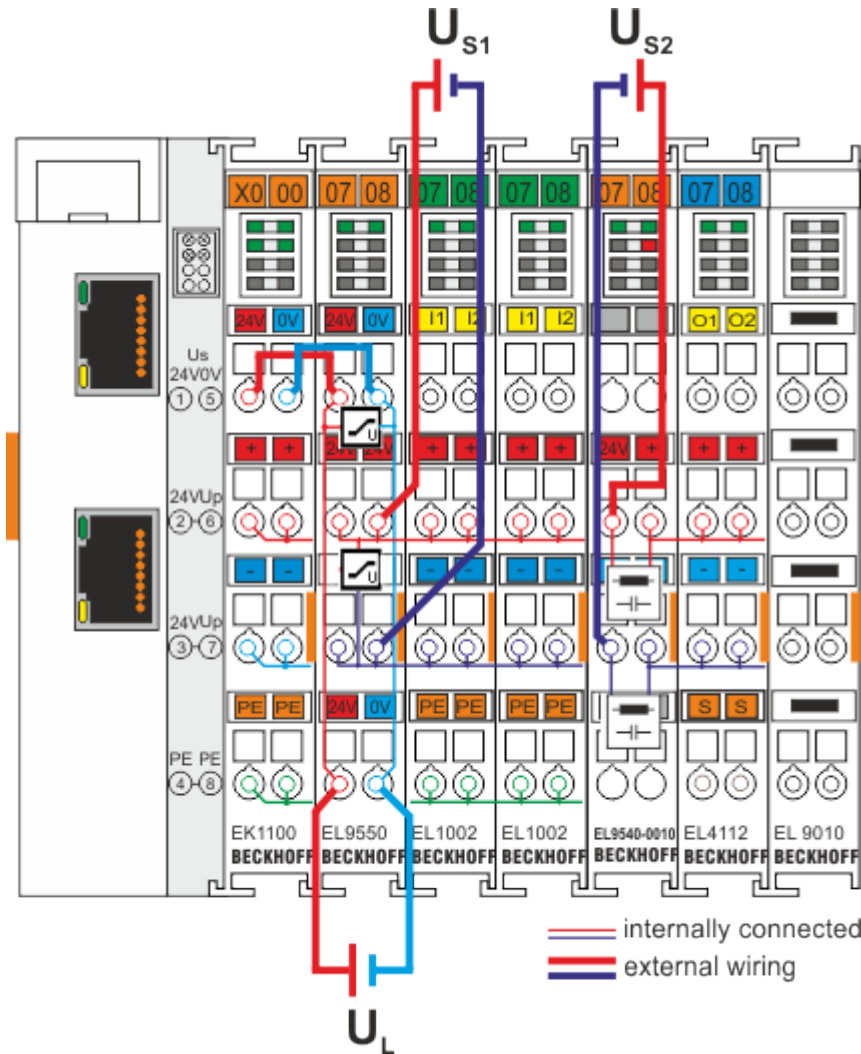 US1 US2
X0 00 07 08 07 08 07 08 07 08 07 08
24V 0V 24V 0V I1 I2 I1 I2 O1 O2
Us
24V0V
1 5
U
+ + 24V 24V + + + + 24V + + +
24VUp
2 6
U
- - - - - - - -
24VUp
3 7
PE PE 24V 0V PE PE PE PE S S
PE PE
4 8
EK1100 EL9550 EL1002 EL1002 EL9540-0010 EL4112 EL 9010
BECKHOFF BECKHOFF BECKHOFF BECKHOFF BECKHOFF BECKHOFF BECKHOFF
internally connected
external wiring
UL